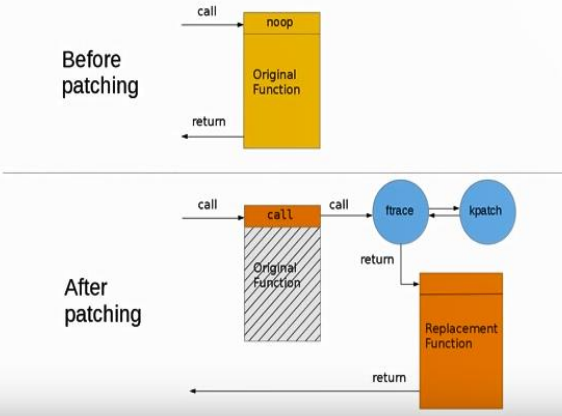 call
noop
Before
patching
Original
Function
return
call
call
call
ftrace
kpatch
Original
Function
return
After
patching
Replacement
Function
return